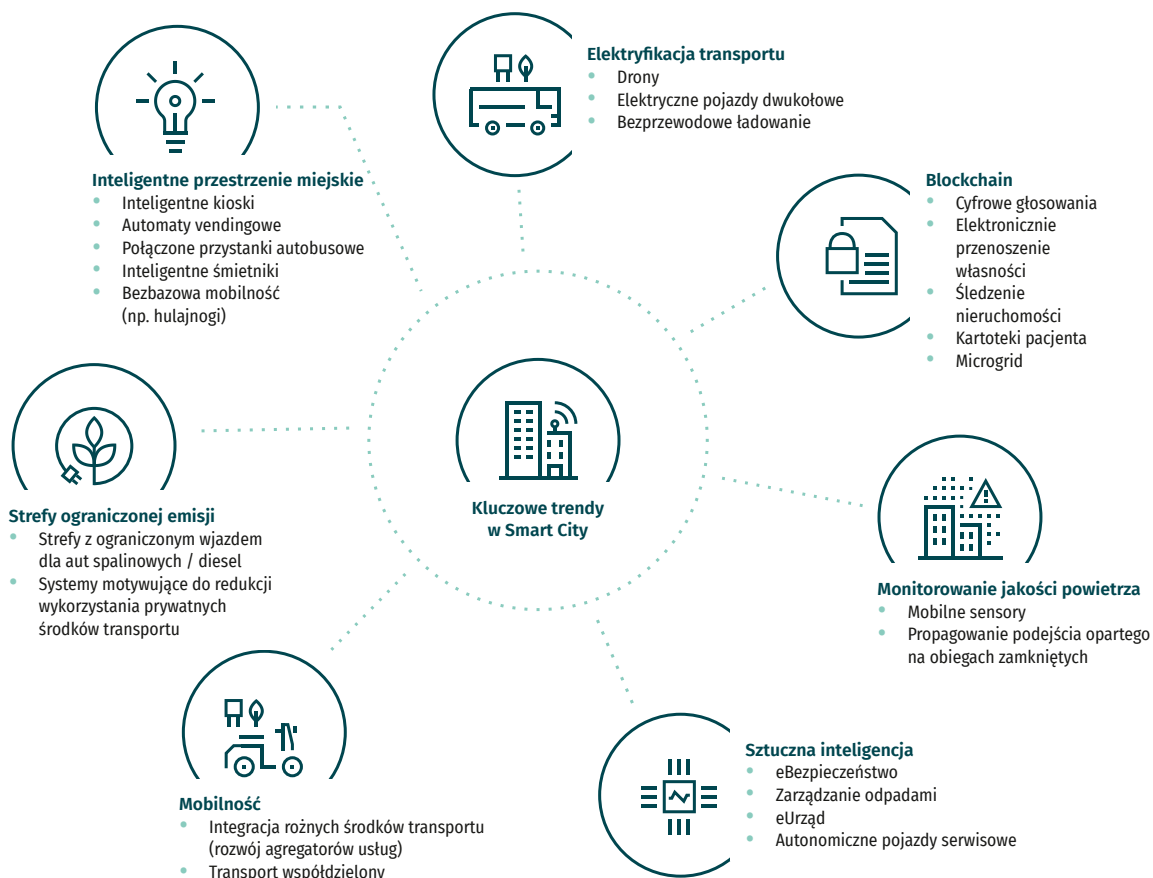 Elektryfikacja transportu
Drony
Elektryczne pojazdy dwukołowe
Bezprzewodowe ładowanie
Inteligentne przestrzenie miejskie
Inteligentne kioski
Automaty vendingowe
Połączone przystanki autobusowe
Inteligentne śmietniki
Bezbazowa mobilność
(np. hulajnogi)
Blockchain
Cyfrowe głosowania
Elektronicznie
przenoszenie
własności
Śledzenie
nieruchomości
Kartoteki pacjenta
Microgrid
Kluczowe trendy
w Smart City
Strefy ograniczonej emisji
Strefy z ograniczonym wjazdem
dla aut spalinowych / diesel
Systemy motywujące do redukcji
wykorzystania prywatnych
środków transportu
Monitorowanie jakości powietrza
Mobilne sensory
Propagowanie podejścia opartego
na obiegach zamkniętych
Mobilność
Integracja rożnych środków transportu
(rozwój agregatorów usług)
Transport współdzielony
Sztuczna inteligencja
eBezpieczeństwo
Zarządzanie odpadami
eUrząd
Autonomiczne pojazdy serwisowe